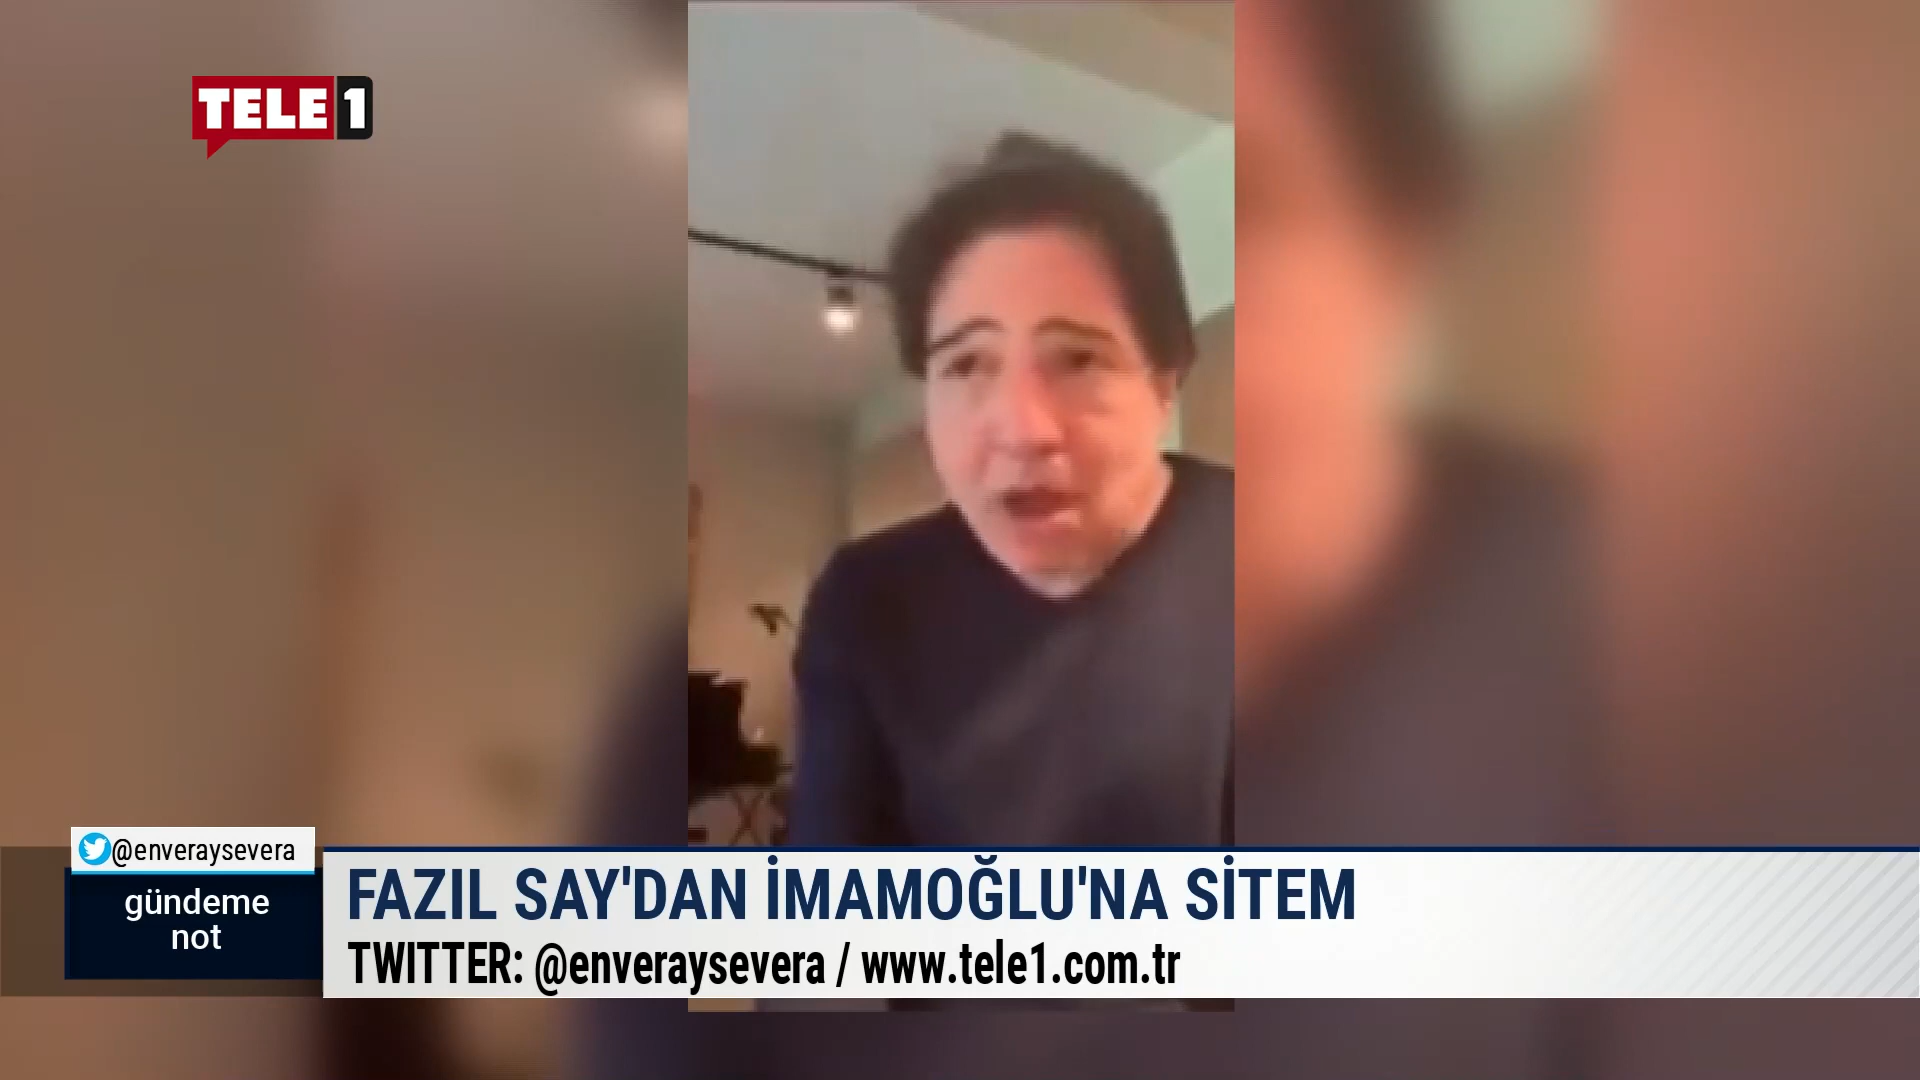 TELE1
@enveraysevera
gündeme
not
FAZIL SAY'DAN İMAMOĞLU'NA SİTEM
TWITTER: @enveraysevera / www.tele1.com.tr